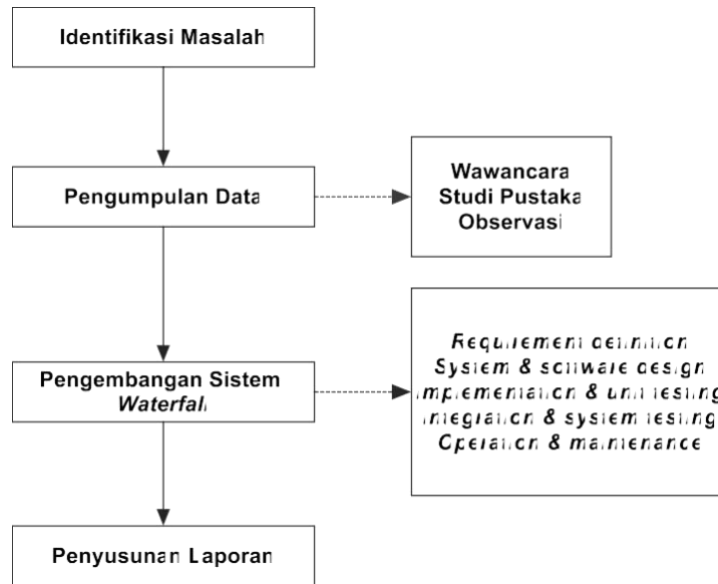 Identifikasi Masalah
Pengumpulan Data
Wawancara
Studi Pustaka
Observasi
Pengembangan Sistem
Waterfall
Requirement definition
System & software design
Implementation & unit testing
Integration & system testing
Operation & maintenance
Penyusunan Laporan